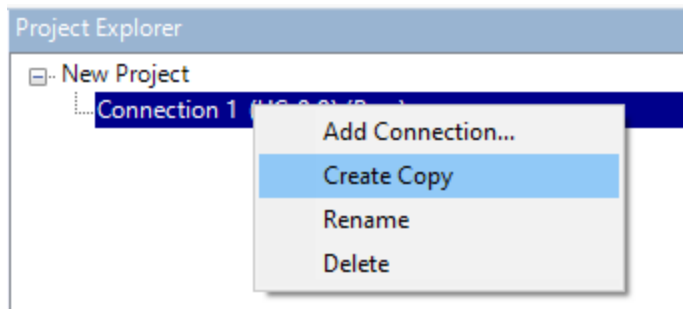 Project Explorer
New Project
Connection 1
Add Connection...
Create Copy
Rename
Delete